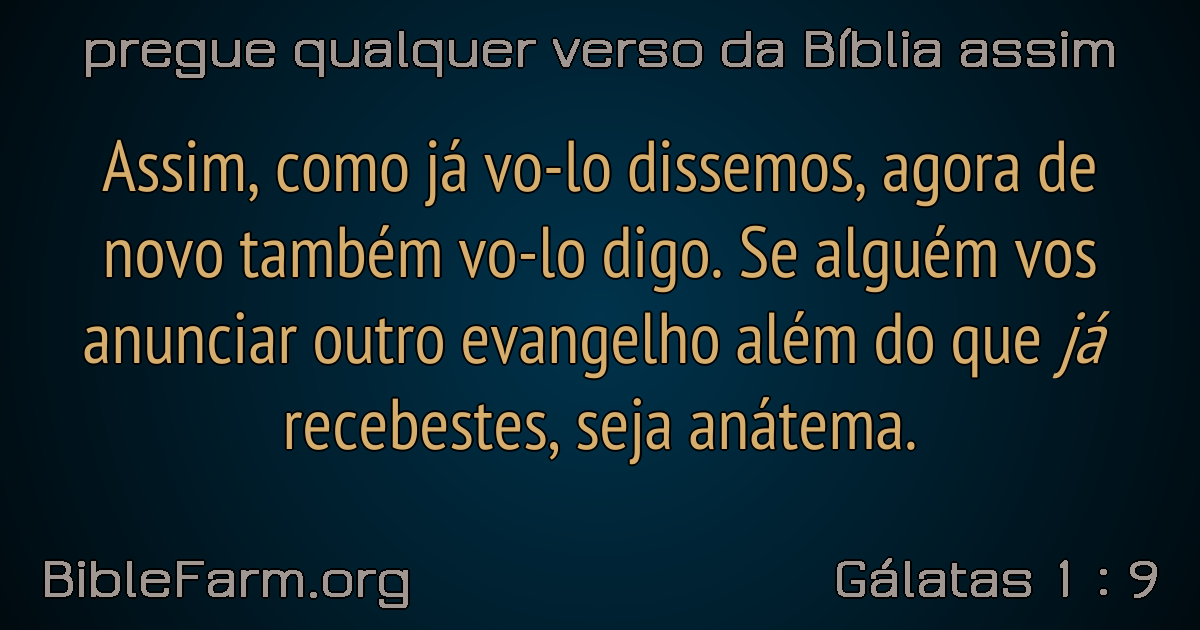 pregue qualquer verso da Bíblia assim
Assim, como já vo-lo dissemos, agora de
novo também vo-lo digo. Se alguém vos
anunciar outro evangelho além do que já
recebestes, seja anátema.
BibleFarm.org
Gálatas 1 : 9